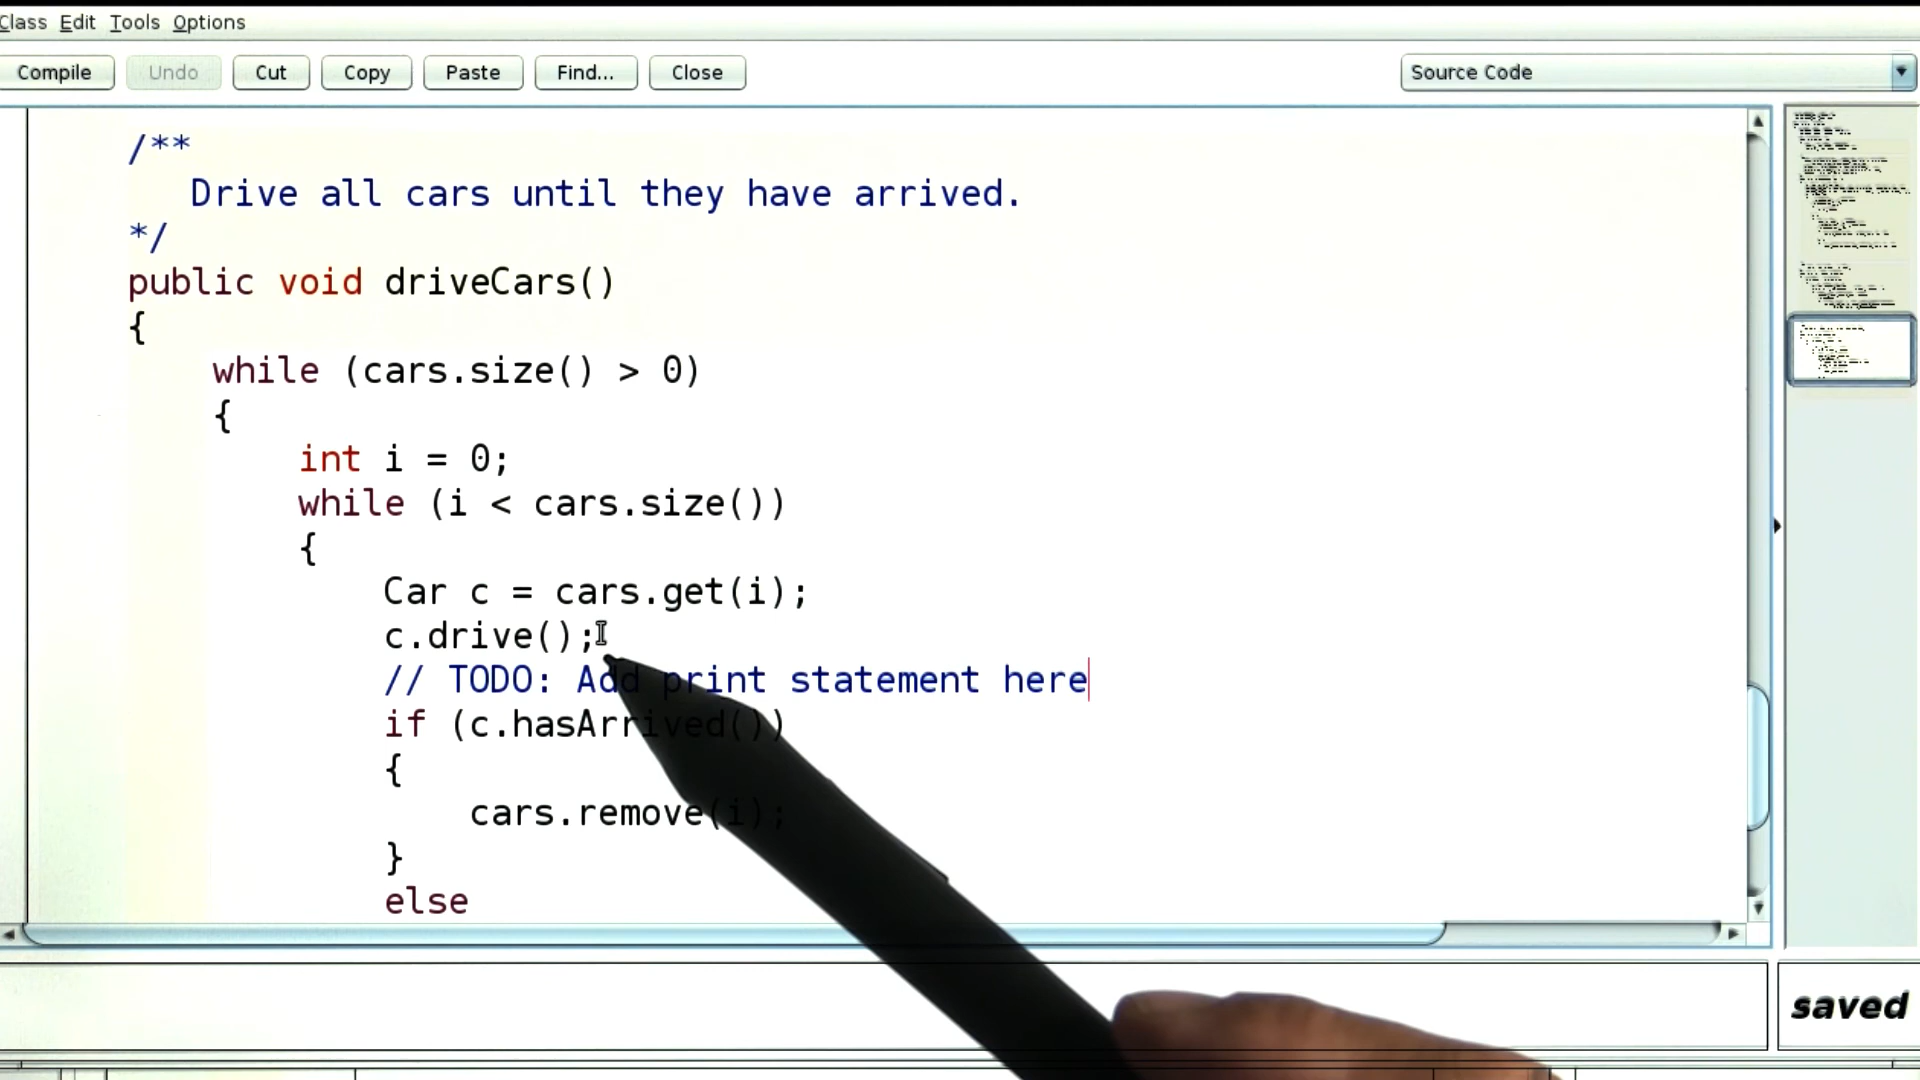 Class Edit Tools Options
Compile Undo Cut Copy Paste Find... Close Source Code
/**
Drive all cars until they have arrived.
*/
public void driveCars()
{
while (cars.size() > 0)
{
int i = 0;
while (i < cars.size())
{
Car c = cars.get(i);
c.drive();
// TODO: Add print statement here
if (c.hasArrived())
{
cars.remove(i);
}
else
saved